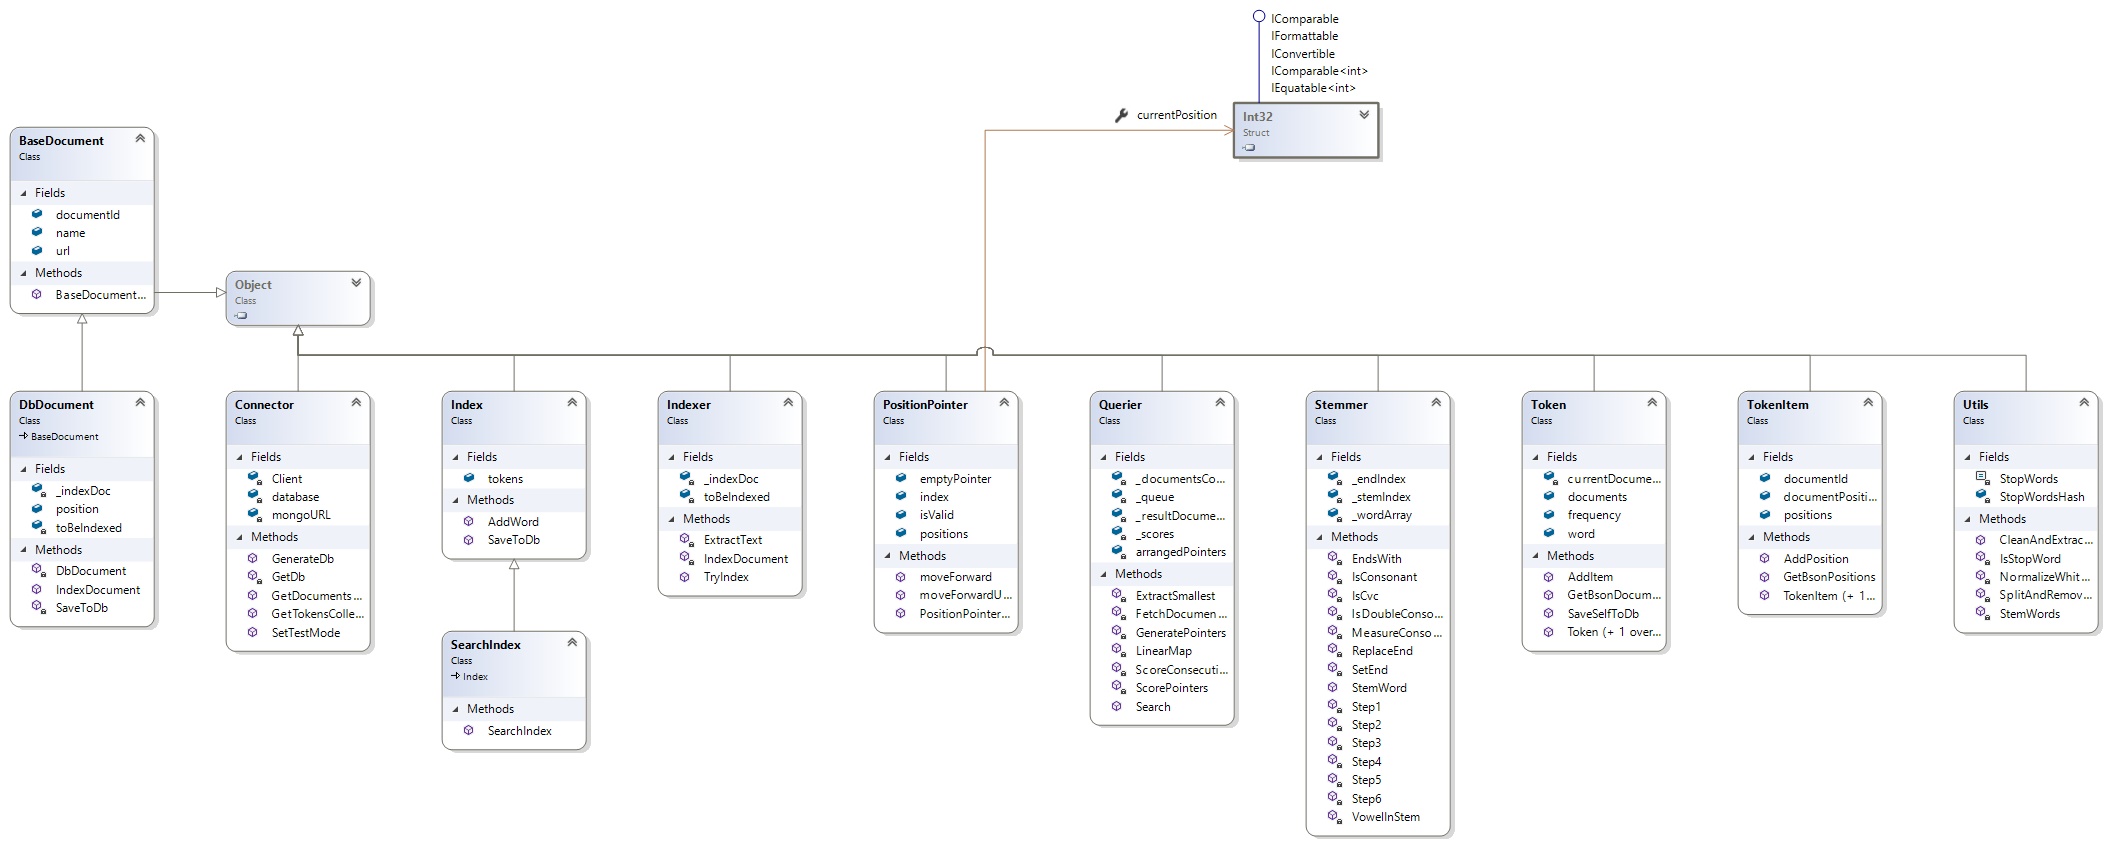 IComparable
IFormattable
IConvertible
IComparable<int>
IEquatable<int>
currentPosition
Int32
Struct
BaseDocument
Class
Fields
documentId
name
url
Methods
BaseDocument...
Object
Class
DbDocument
Class
BaseDocument
Fields
_indexDoc
position
toBeIndexed
Methods
DbDocument
IndexDocument
SaveToDb
Connector
Class
Fields
Client
database
mongoURL
Methods
GenerateDb
GetDb
GetDocuments...
GetTokensColle...
SetTestMode
Index
Class
Fields
tokens
Methods
AddWord
SaveToDb
SearchIndex
Class
Index
Methods
SearchIndex
Indexer
Class
Fields
_indexDoc
toBeIndexed
Methods
ExtractText
IndexDocument
TryIndex
PositionPointer
Class
Fields
emptyPointer
index
isValid
positions
Methods
moveForward
moveForwardU...
PositionPointer...
Querier
Class
Fields
_documentsCo...
_queue
_resultDocume...
_scores
arrangedPointers
Methods
ExtractSmallest
FetchDocumen...
GeneratePointers
LinearMap
ScoreConsecuti...
ScorePointers
Search
Stemmer
Class
Fields
_endIndex
_stemIndex
_wordArray
Methods
EndsWith
IsConsonant
IsCvc
IsDoubleConso...
MeasureConso...
ReplaceEnd
SetEnd
StemWord
Step1
Step2
Step3
Step4
Step5
Step6
VowelInStem
Token
Class
Fields
currentDocume...
documents
frequency
word
Methods
AddItem
GetBsonDocum...
SaveSelfToDb
Token (+ 1 over...
TokenItem
Class
Fields
documentId
documentPositi...
positions
Methods
AddPosition
GetBsonPositions
TokenItem (+ 1...
Utils
Class
Fields
StopWords
StopWordsHash
Methods
CleanAndExtrac...
IsStopWord
NormalizeWhit...
SplitAndRemov...
StemWords